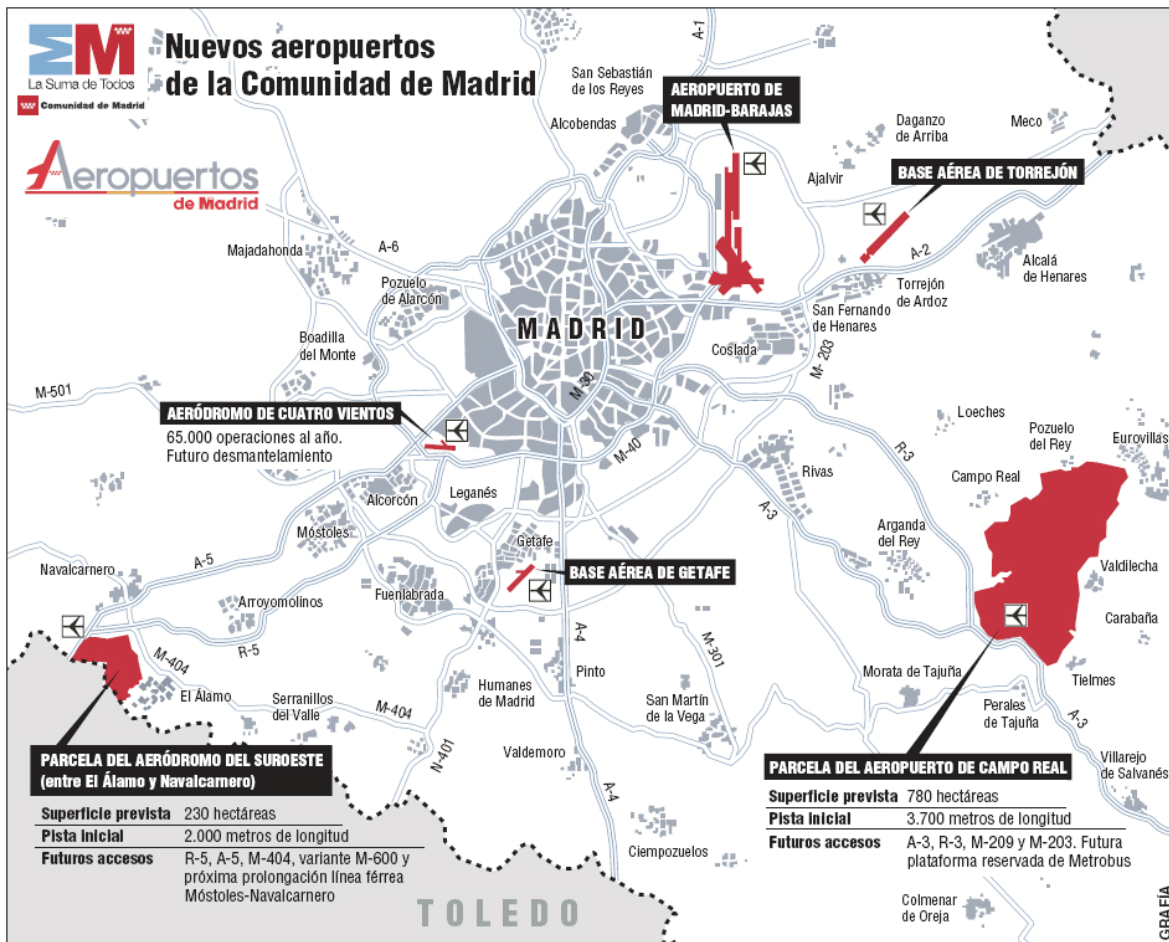 EM
La Suma de Todos
Comunidad de Madrid
Aeropuertos
de Madrid
Nuevos aeropuertos
de la Comunidad de Madrid
A-1
San Sebastián
de los Reyes
Alcobendas
AEROPUERTO DE
MADRID-BARAJAS
Daganzo
de Arriba
Meco
Ajalvir
BASE AÉREA DE TORREJÓN
A-2
Alcalá
de Henares
Torrejón
de Ardoz
San Fernando
de Henares
Coslada
M-203
Majadahonda
A-6
Pozuelo
de Alarcón
Boadilla
del Monte
MADRID
M-30
M-501
AERÓDROMO DE CUATRO VIENTOS
65.000 operaciones al año.
Futuro desmantelamiento
M-40
Loeches
Pozuelo
del Rey
Eurovillas
R-3
Campo Real
Rivas
A-3
Alcorcón
Leganés
Móstoles
Getafe
Arganda
del Rey
Valdilecha
Carabaña
A-5
Navalcarnero
BASE AÉREA DE GETAFE
Arroyomolinos
Fuenlabrada
R-5
A-4
M-301
M-404
El Álamo
Serranillos
del Valle
M-404
Humanes
de Madrid
Pinto
San Martín
de la Vega
Morata de Tajuña
Tielmes
Perales
de Tajuña
A-3
N-401
Valdemoro
A-4
Villarejo
de Salvanés
Ciempozuelos
Colmenar
de Oreja
PARCELA DEL AERÓDROMO DEL SUROESTE
(entre El Álamo y Navalcarnero)
Superficie prevista 230 hectáreas
Pista inicial 2.000 metros de longitud
Futuros accesos R-5, A-5, M-404, variante M-600 y
próxima prolongación línea férrea
Móstoles-Navalcarnero
PARCELA DEL AEROPUERTO DE CAMPO REAL
Superficie prevista 780 hectáreas
Pista inicial 3.700 metros de longitud
Futuros accesos A-3, R-3, M-209 y M-203. Futura
plataforma reservada de Metrobus
TOLEDO
GRAFÍA